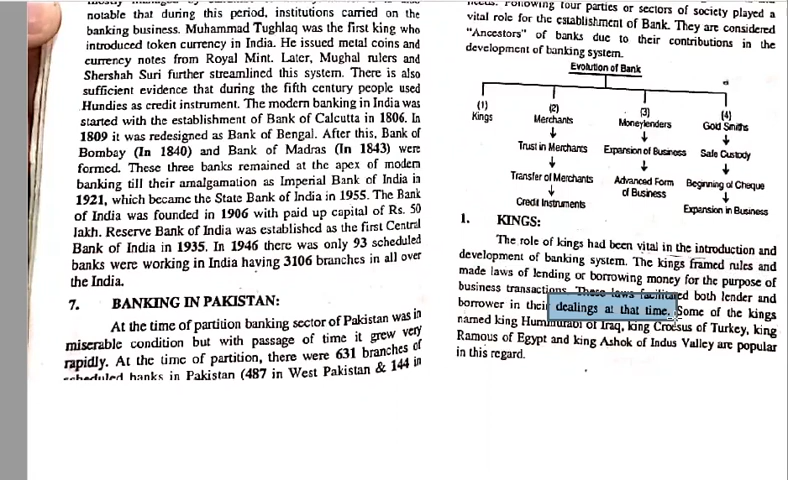 notable that during this period, institutions carried on the
banking business. Muhammad Tughlaq was the first king who
introduced token currency in India. He issued metal coins and
currency notes from Royal Mint. Later, Mughal rulers and
Shershah Suri further streamlined this system. There is also
sufficient evidence that during the fifth century people used
Hundies as credit instrument. The modern banking in India was
started with the establishment of Bank of Calcutta in 1806. In
1809 it was redesigned as Bank of Bengal. After this, Bank of
Bombay (In 1840) and Bank of Madras (In 1843) were
formed. These three banks remained at the apex of modern
banking till their amalgamation as Imperial Bank of India in
1921, which became the State Bank of India in 1955. The Bank
of India was founded in 1906 with paid up capital of Rs. 50
lakh. Reserve Bank of India was established as the first Central
Bank of India in 1935. In 1946 there was only 93 scheduled
banks were working in India having 3106 branches in all over
the India.
7. BANKING IN PAKISTAN:
At the time of partition banking sector of Pakistan was in
miserable condition but with passage of time it grew very
rapidly. At the time of partition, there were 631 branches of
scheduled banks in Pakistan (487 in West Pakistan & 144 in
Following four parties or sectors of society played a
vital role for the establishment of Bank. They are considered
"Ancestors" of banks due to their contributions in the
development of banking system.
Evolution of Bank
(1) (2) (3) (4)
Kings Merchants Moneylenders Gold Smiths
Trust in Merchants Expansion of Business Safe Custody
Transfer of Merchants Advanced Form of Business Beginning of Cheque
Credit Instruments Expansion in Business
1. KINGS:
The role of kings had been vital in the introduction and
development of banking system. The kings framed rules and
made laws of lending or borrowing money for the purpose of
business transactions. These laws facilitated both lender and
borrower in their dealings at that time. Some of the kings
named king Hummurabi of Iraq, king Croesus of Turkey, king
Ramous of Egypt and king Ashok of Indus Valley are popular
in this regard.